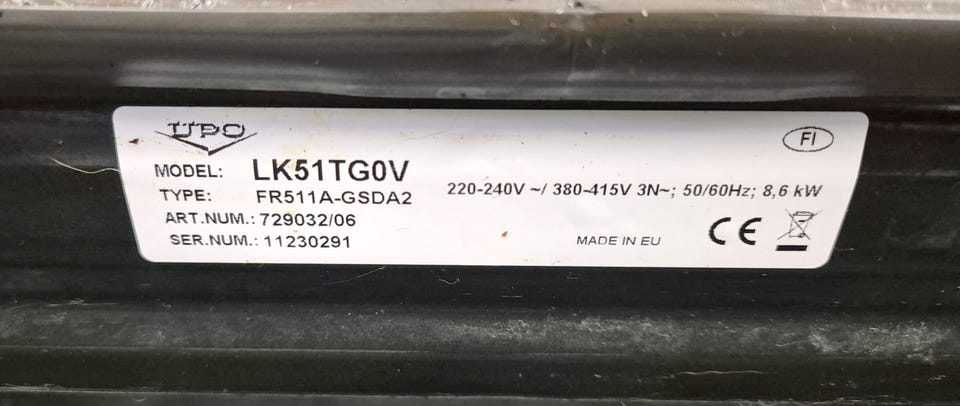 UPO
FI
MODEL: LK51TG0V
TYPE: FR511A-GSDA2
220-240V ~/ 380-415V 3N~; 50/60Hz; 8,6 kW
ART.NUM.: 729032/06
SER.NUM.: 11230291
MADE IN EU
CE